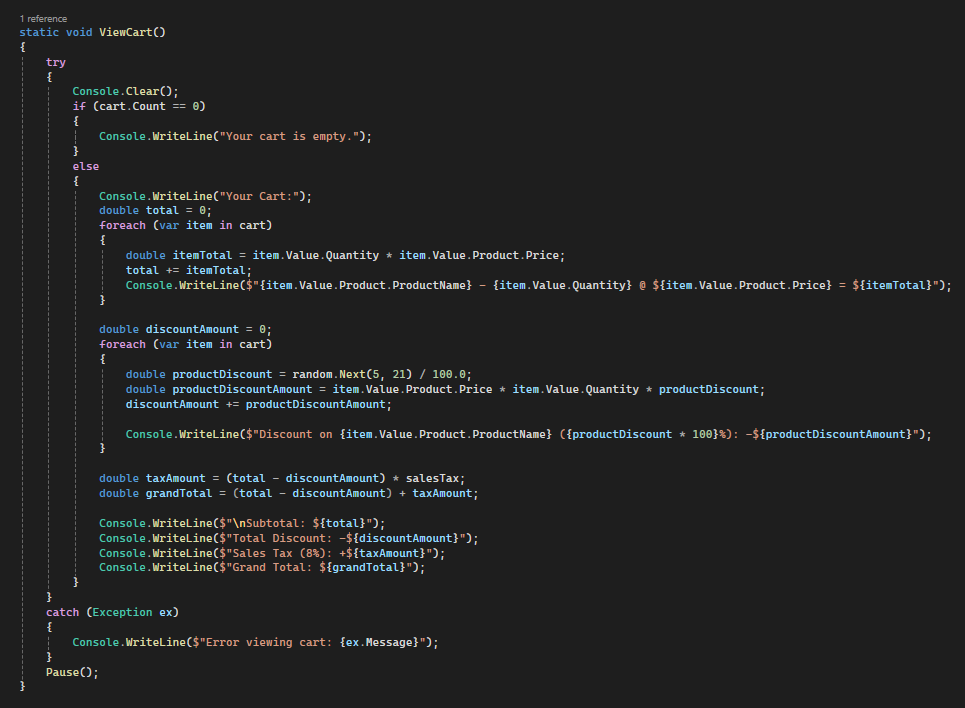 1 reference
static void ViewCart()
{
    try
    {
        Console.Clear();
        if (cart.Count == 0)
        {
            Console.WriteLine("Your cart is empty.");
        }
        else
        {
            Console.WriteLine("Your Cart:");
            double total = 0;
            foreach (var item in cart)
            {
                double itemTotal = item.Value.Quantity * item.Value.Product.Price;
                total += itemTotal;
                Console.WriteLine($"{item.Value.Product.ProductName} - {item.Value.Quantity} @ ${item.Value.Product.Price} = ${itemTotal}");
            }

            double discountAmount = 0;
            foreach (var item in cart)
            {
                double productDiscount = random.Next(5, 21) / 100.0;
                double productDiscountAmount = item.Value.Product.Price * item.Value.Quantity * productDiscount;
                discountAmount += productDiscountAmount;

                Console.WriteLine($"Discount on {item.Value.Product.ProductName} ({productDiscount * 100}%): -${productDiscountAmount}");
            }

            double taxAmount = (total - discountAmount) * salesTax;
            double grandTotal = (total - discountAmount) + taxAmount;

            Console.WriteLine($"\nSubtotal: ${total}");
            Console.WriteLine($"Total Discount: -${discountAmount}");
            Console.WriteLine($"Sales Tax (8%): +${taxAmount}");
            Console.WriteLine($"Grand Total: ${grandTotal}");
        }
    }
    catch (Exception ex)
    {
        Console.WriteLine($"Error viewing cart: {ex.Message}");
    }
    Pause();
}